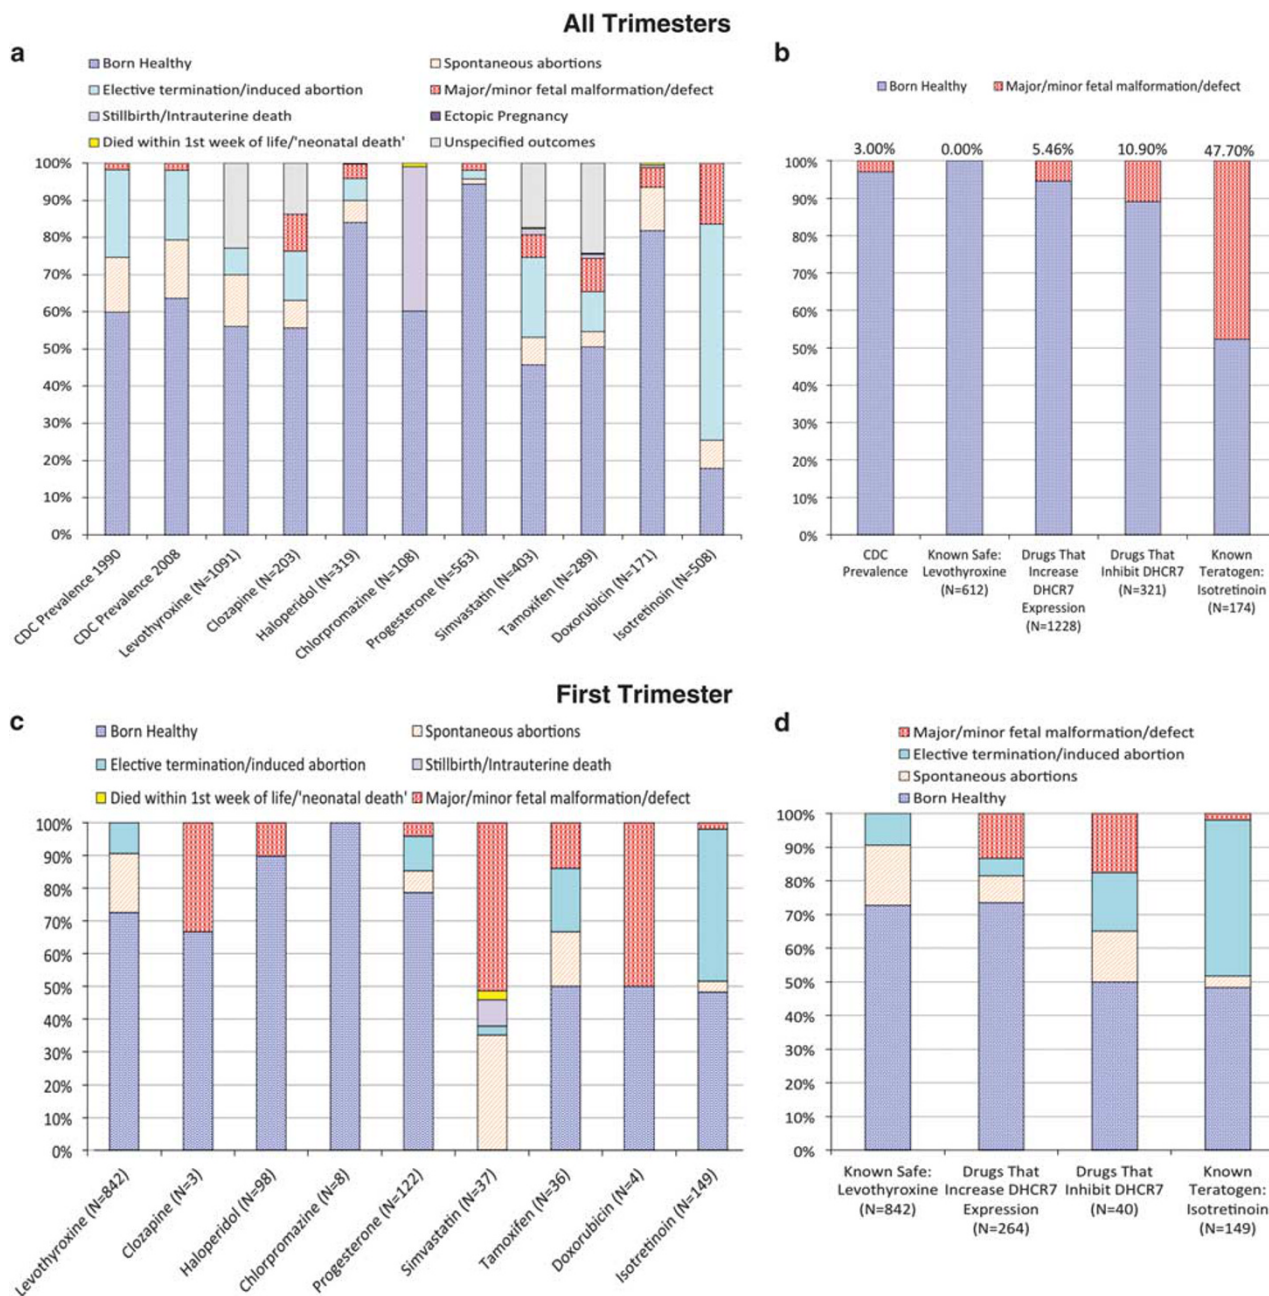 All Trimesters
a
Born Healthy
Spontaneous abortions
Elective termination/induced abortion
Major/minor fetal malformation/defect
Stillbirth/Intrauterine death
Ectopic Pregnancy
Died within 1st week of life/'neonatal death'
Unspecified outcomes
100%
90%
80%
70%
60%
50%
40%
30%
20%
10%
0%
CDC Prevalence 1990
CDC Prevalence 2008
Levothyroxine (N=1091)
Clozapine (N=203)
Haloperidol (N=319)
Chlorpromazine (N=108)
Progesterone (N=563)
Simvastatin (N=403)
Tamoxifen (N=289)
Doxorubicin (N=171)
Isotretinoin (N=508)
b
Born Healthy
Major/minor fetal malformation/defect
3.00%
0.00%
5.46%
10.90%
47.70%
100%
90%
80%
70%
60%
50%
40%
30%
20%
10%
0%
CDC
Prevalence
Known Safe:
Levothyroxine
(N=612)
Drugs That
Increase
DHCR7
Expression
(N=1228)
Drugs That
Inhibit DHCR7
(N=321)
Known
Teratogen:
Isotretinoin
(N=174)
First Trimester
c
Born Healthy
Spontaneous abortions
Elective termination/induced abortion
Stillbirth/Intrauterine death
Died within 1st week of life/'neonatal death'
Major/minor fetal malformation/defect
100%
90%
80%
70%
60%
50%
40%
30%
20%
10%
0%
Levothyroxine (N=842)
Clozapine (N=3)
Haloperidol (N=98)
Chlorpromazine (N=8)
Progesterone (N=122)
Simvastatin (N=37)
Tamoxifen (N=36)
Doxorubicin (N=4)
Isotretinoin (N=149)
d
Major/minor fetal malformation/defect
Elective termination/induced abortion
Spontaneous abortions
Born Healthy
100%
90%
80%
70%
60%
50%
40%
30%
20%
10%
0%
Known Safe:
Levothyroxine
(N=842)
Drugs That
Increase DHCR7
Expression
(N=264)
Drugs That
Inhibit DHCR7
(N=40)
Known
Teratogen:
Isotretinoin
(N=149)